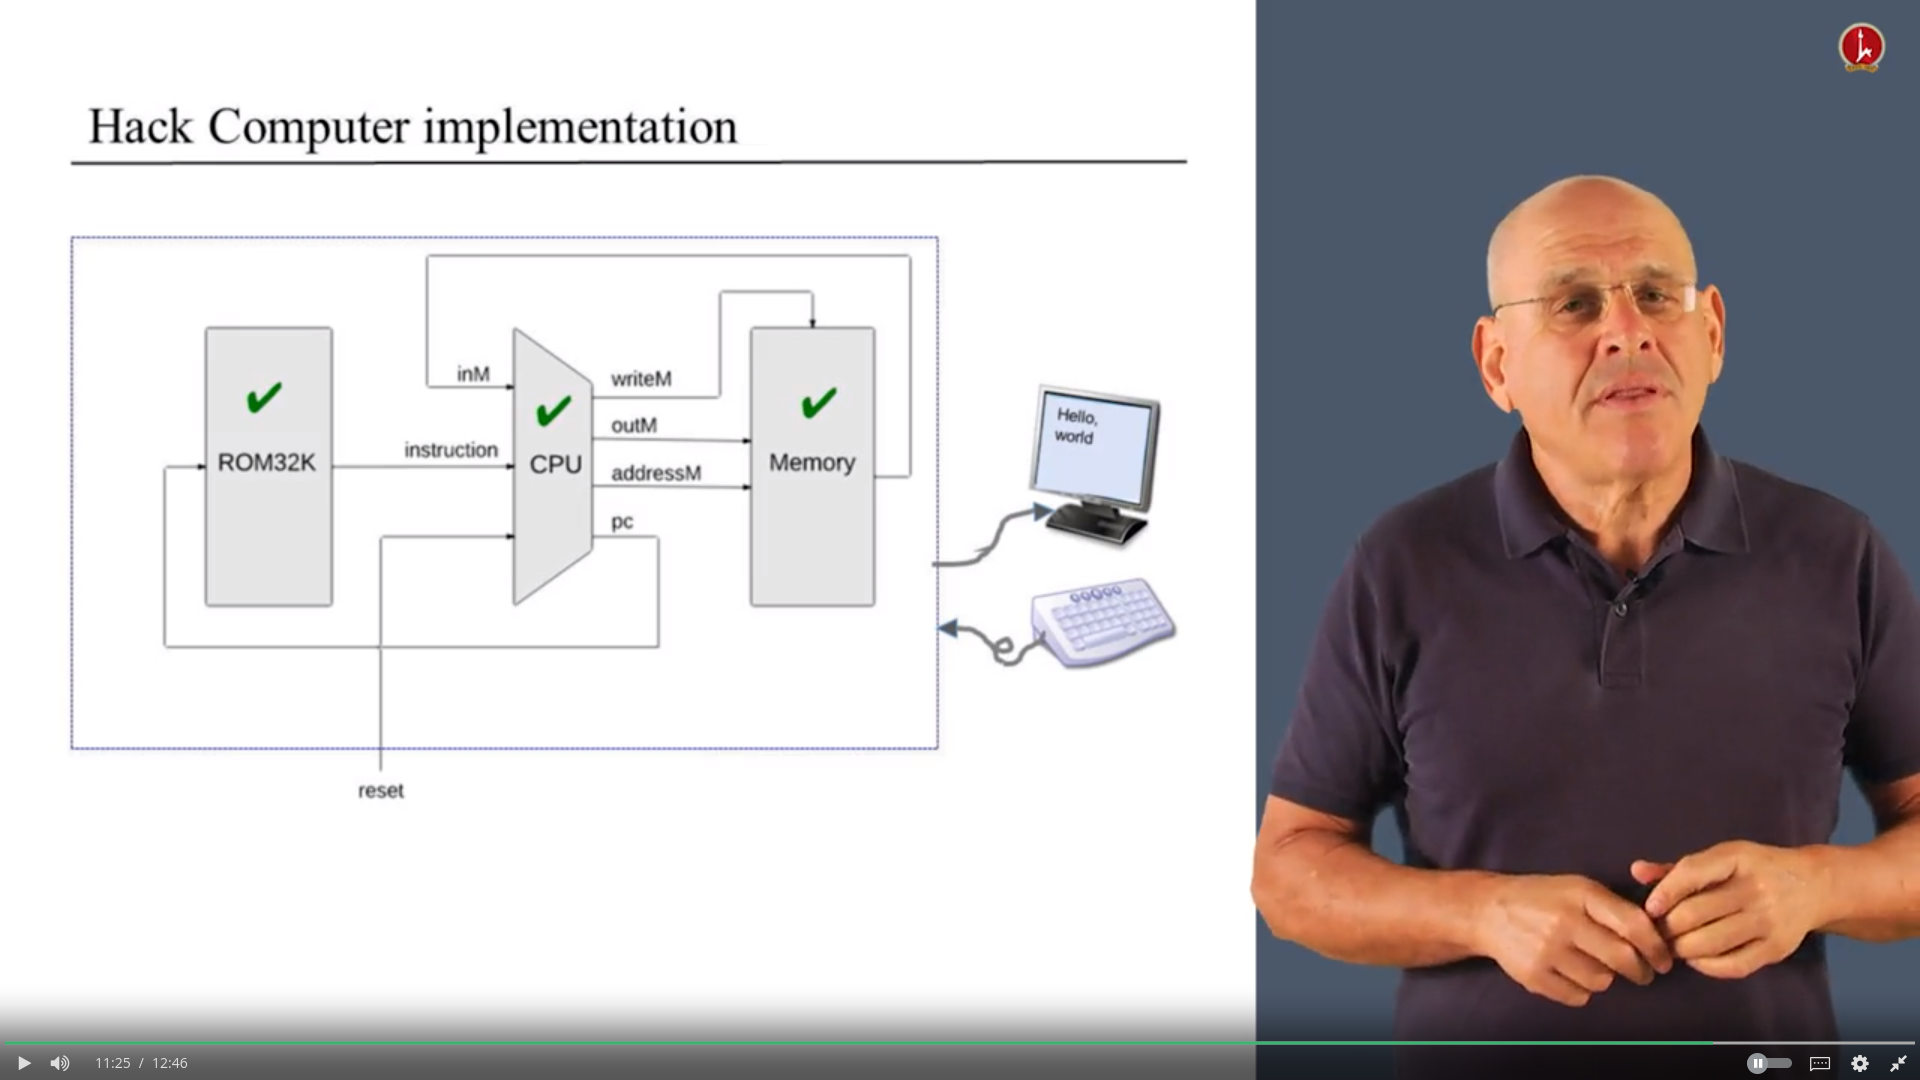 Hack Computer implementation
inM
writeM
outM
instruction
ROM32K
CPU
addressM
Memory
pc
Hello,
world
reset
11:25 / 12:46